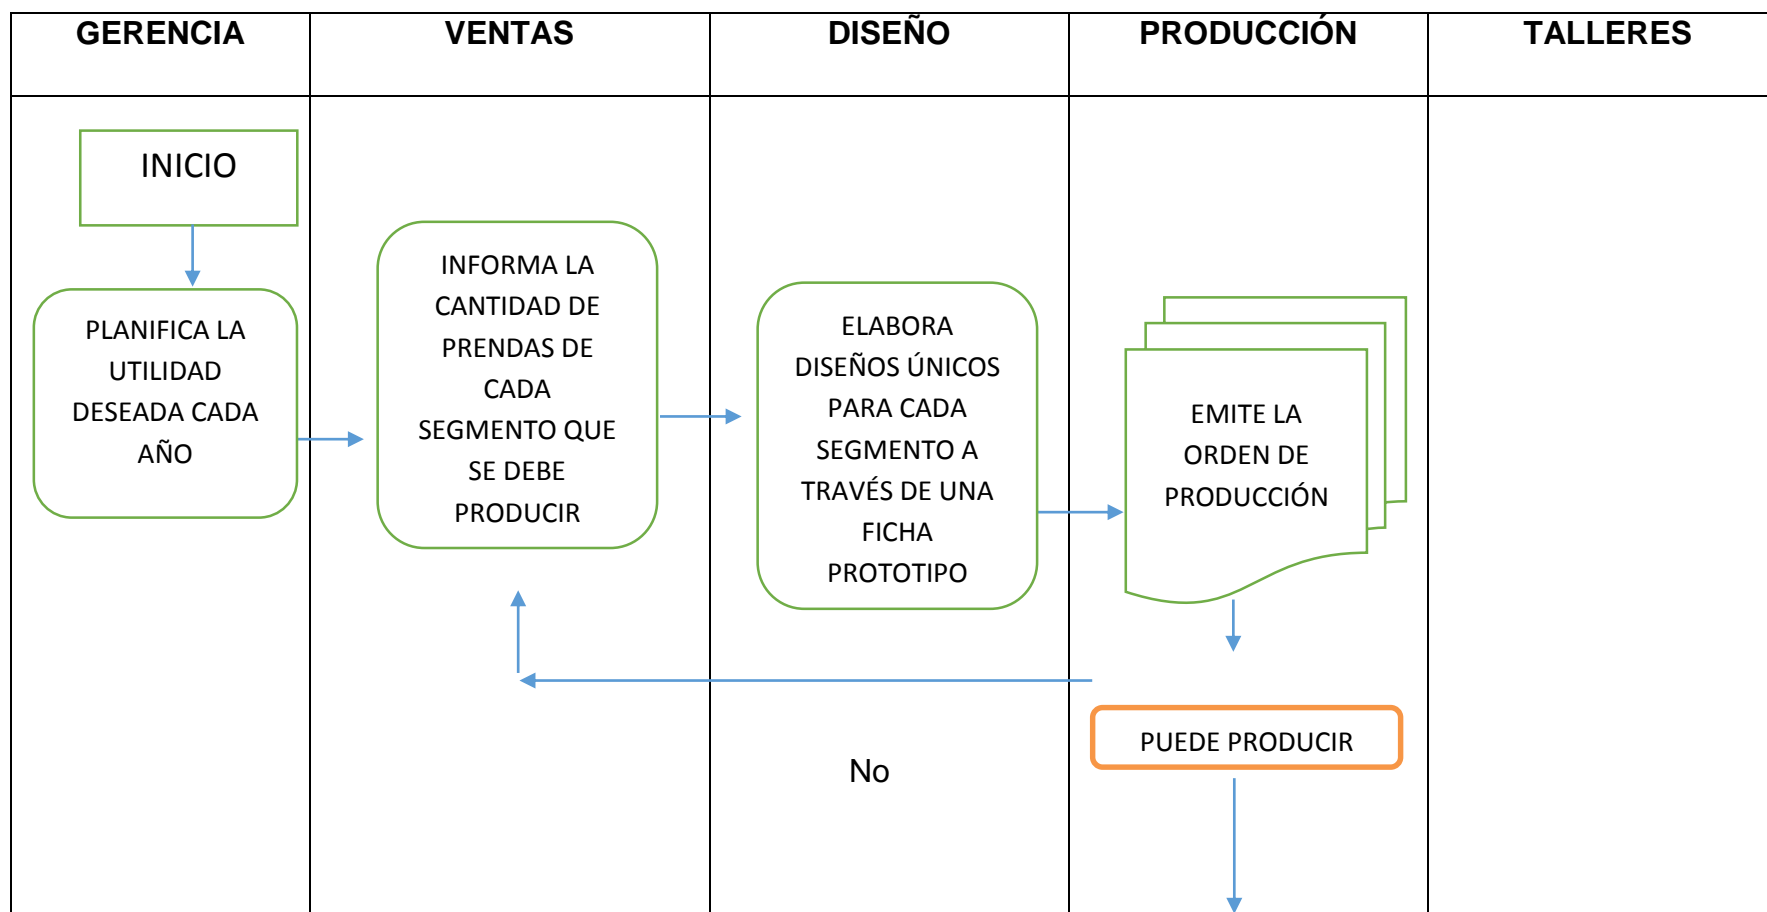 GERENCIA
VENTAS
DISEÑO
PRODUCCIÓN
TALLERES
INICIO
PLANIFICA LA
UTILIDAD
DESEADA CADA
AÑO
INFORMA LA
CANTIDAD DE
PRENDAS DE
CADA
SEGMENTO QUE
SE DEBE
PRODUCIR
ELABORA
DISEÑOS ÚNICOS
PARA CADA
SEGMENTO A
TRAVÉS DE UNA
FICHA
PROTOTIPO
EMITE LA
ORDEN DE
PRODUCCIÓN
PUEDE PRODUCIR
No